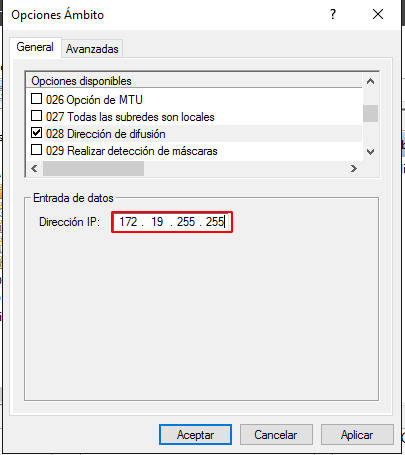 Opciones Ámbito
?
General Avanzadas
Opciones disponibles
026 Opción de MTU
027 Todas las subredes son locales
028 Dirección de difusión
029 Realizar detección de máscaras
Entrada de datos
Dirección IP: 172 . 19 . 255 . 255
Aceptar Cancelar Aplicar